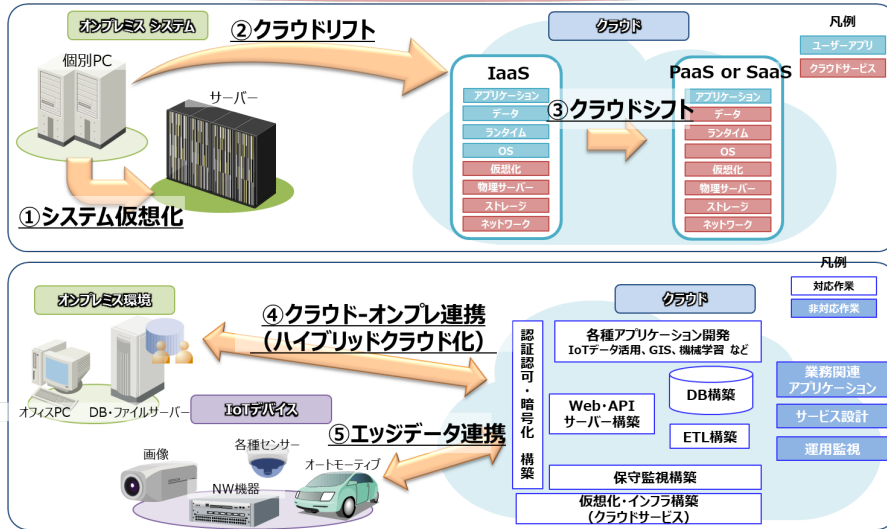 オンプレミス システム
②クラウドリフト
クラウド
凡例
ユーザーアプリ
クラウドサービス
個別PC
サーバー
①システム仮想化
IaaS
アプリケーション
データ
ランタイム
OS
仮想化
物理サーバー
ストレージ
ネットワーク
③クラウドシフト
PaaS or SaaS
アプリケーション
データ
ランタイム
OS
仮想化
物理サーバー
ストレージ
ネットワーク
オンプレミス環境
④クラウド-オンプレ連携
（ハイブリッドクラウド化）
クラウド
凡例
対応作業
非対応作業
オフィスPC
DB・ファイルサーバー
IoTデバイス
⑤エッジデータ連携
画像
各種センサー
NW機器
オートモーティブ
認証認可・暗号化 構築
各種アプリケーション開発
IoTデータ活用、GIS、機械学習 など
Web・API
サーバー構築
DB構築
ETL構築
保守監視構築
仮想化・インフラ構築
(クラウドサービス)
業務関連
アプリケーション
サービス設計
運用監視